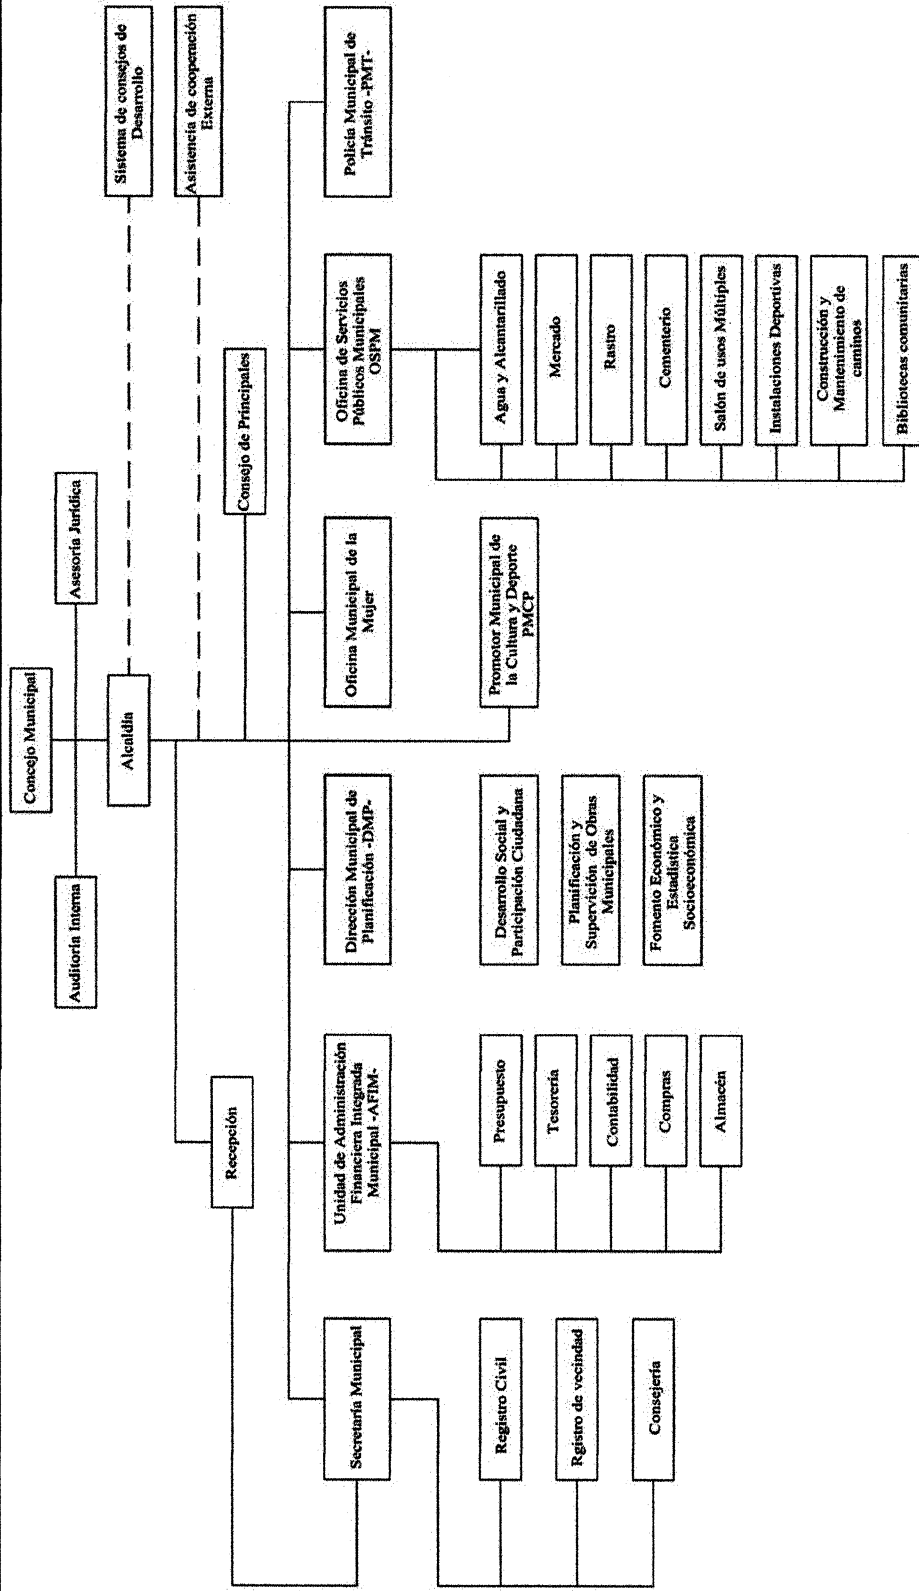 Concejo Municipal
Auditoria Interna
Asesoría Jurídica
Alcaldía
Sistema de consejos de
Desarrollo
Asistencia de cooperación
Externa
Recepción
Consejo de Principales
Secretaría Municipal
Unidad de Administración
Financiera Integrada
Municipal -AFIM-
Dirección Municipal de
Planificación -DMP-
Oficina Municipal de la
Mujer
Oficina de Servicios
Públicos Municipales
OSPM
Policía Municipal de
Tránsito -PMT-
Registro Civil
Rgistro de vecindad
Consejería
Presupuesto
Tesorería
Contabilidad
Compras
Almacén
Desarrollo Social y
Participación Ciudadana
Planificación y
Supervisión de Obras
Municipales
Fomento Económico y
Estadística
Socioeconómica
Promotor Municipal de
la Cultura y Deporte
PMCP
Agua y Alcantarillado
Mercado
Rastro
Cementerio
Salón de usos Múltiples
Instalaciones Deportivas
Construcción y
Mantenimiento de
caminos
Bibliotecas comunitarias